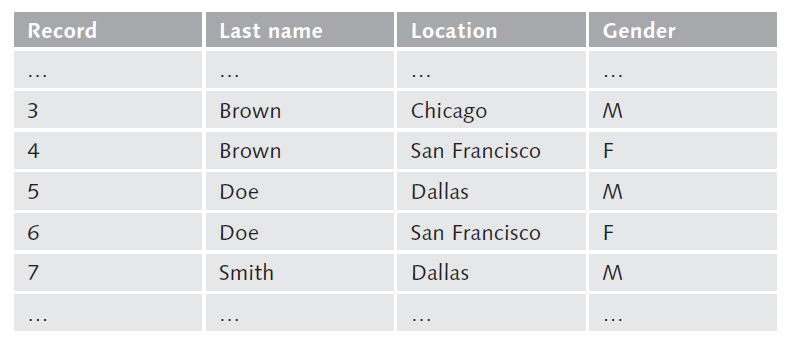 Record Last name Location Gender
... ... ... ...
3 Brown Chicago M
4 Brown San Francisco F
5 Doe Dallas M
6 Doe San Francisco F
7 Smith Dallas M
... ... ... ...